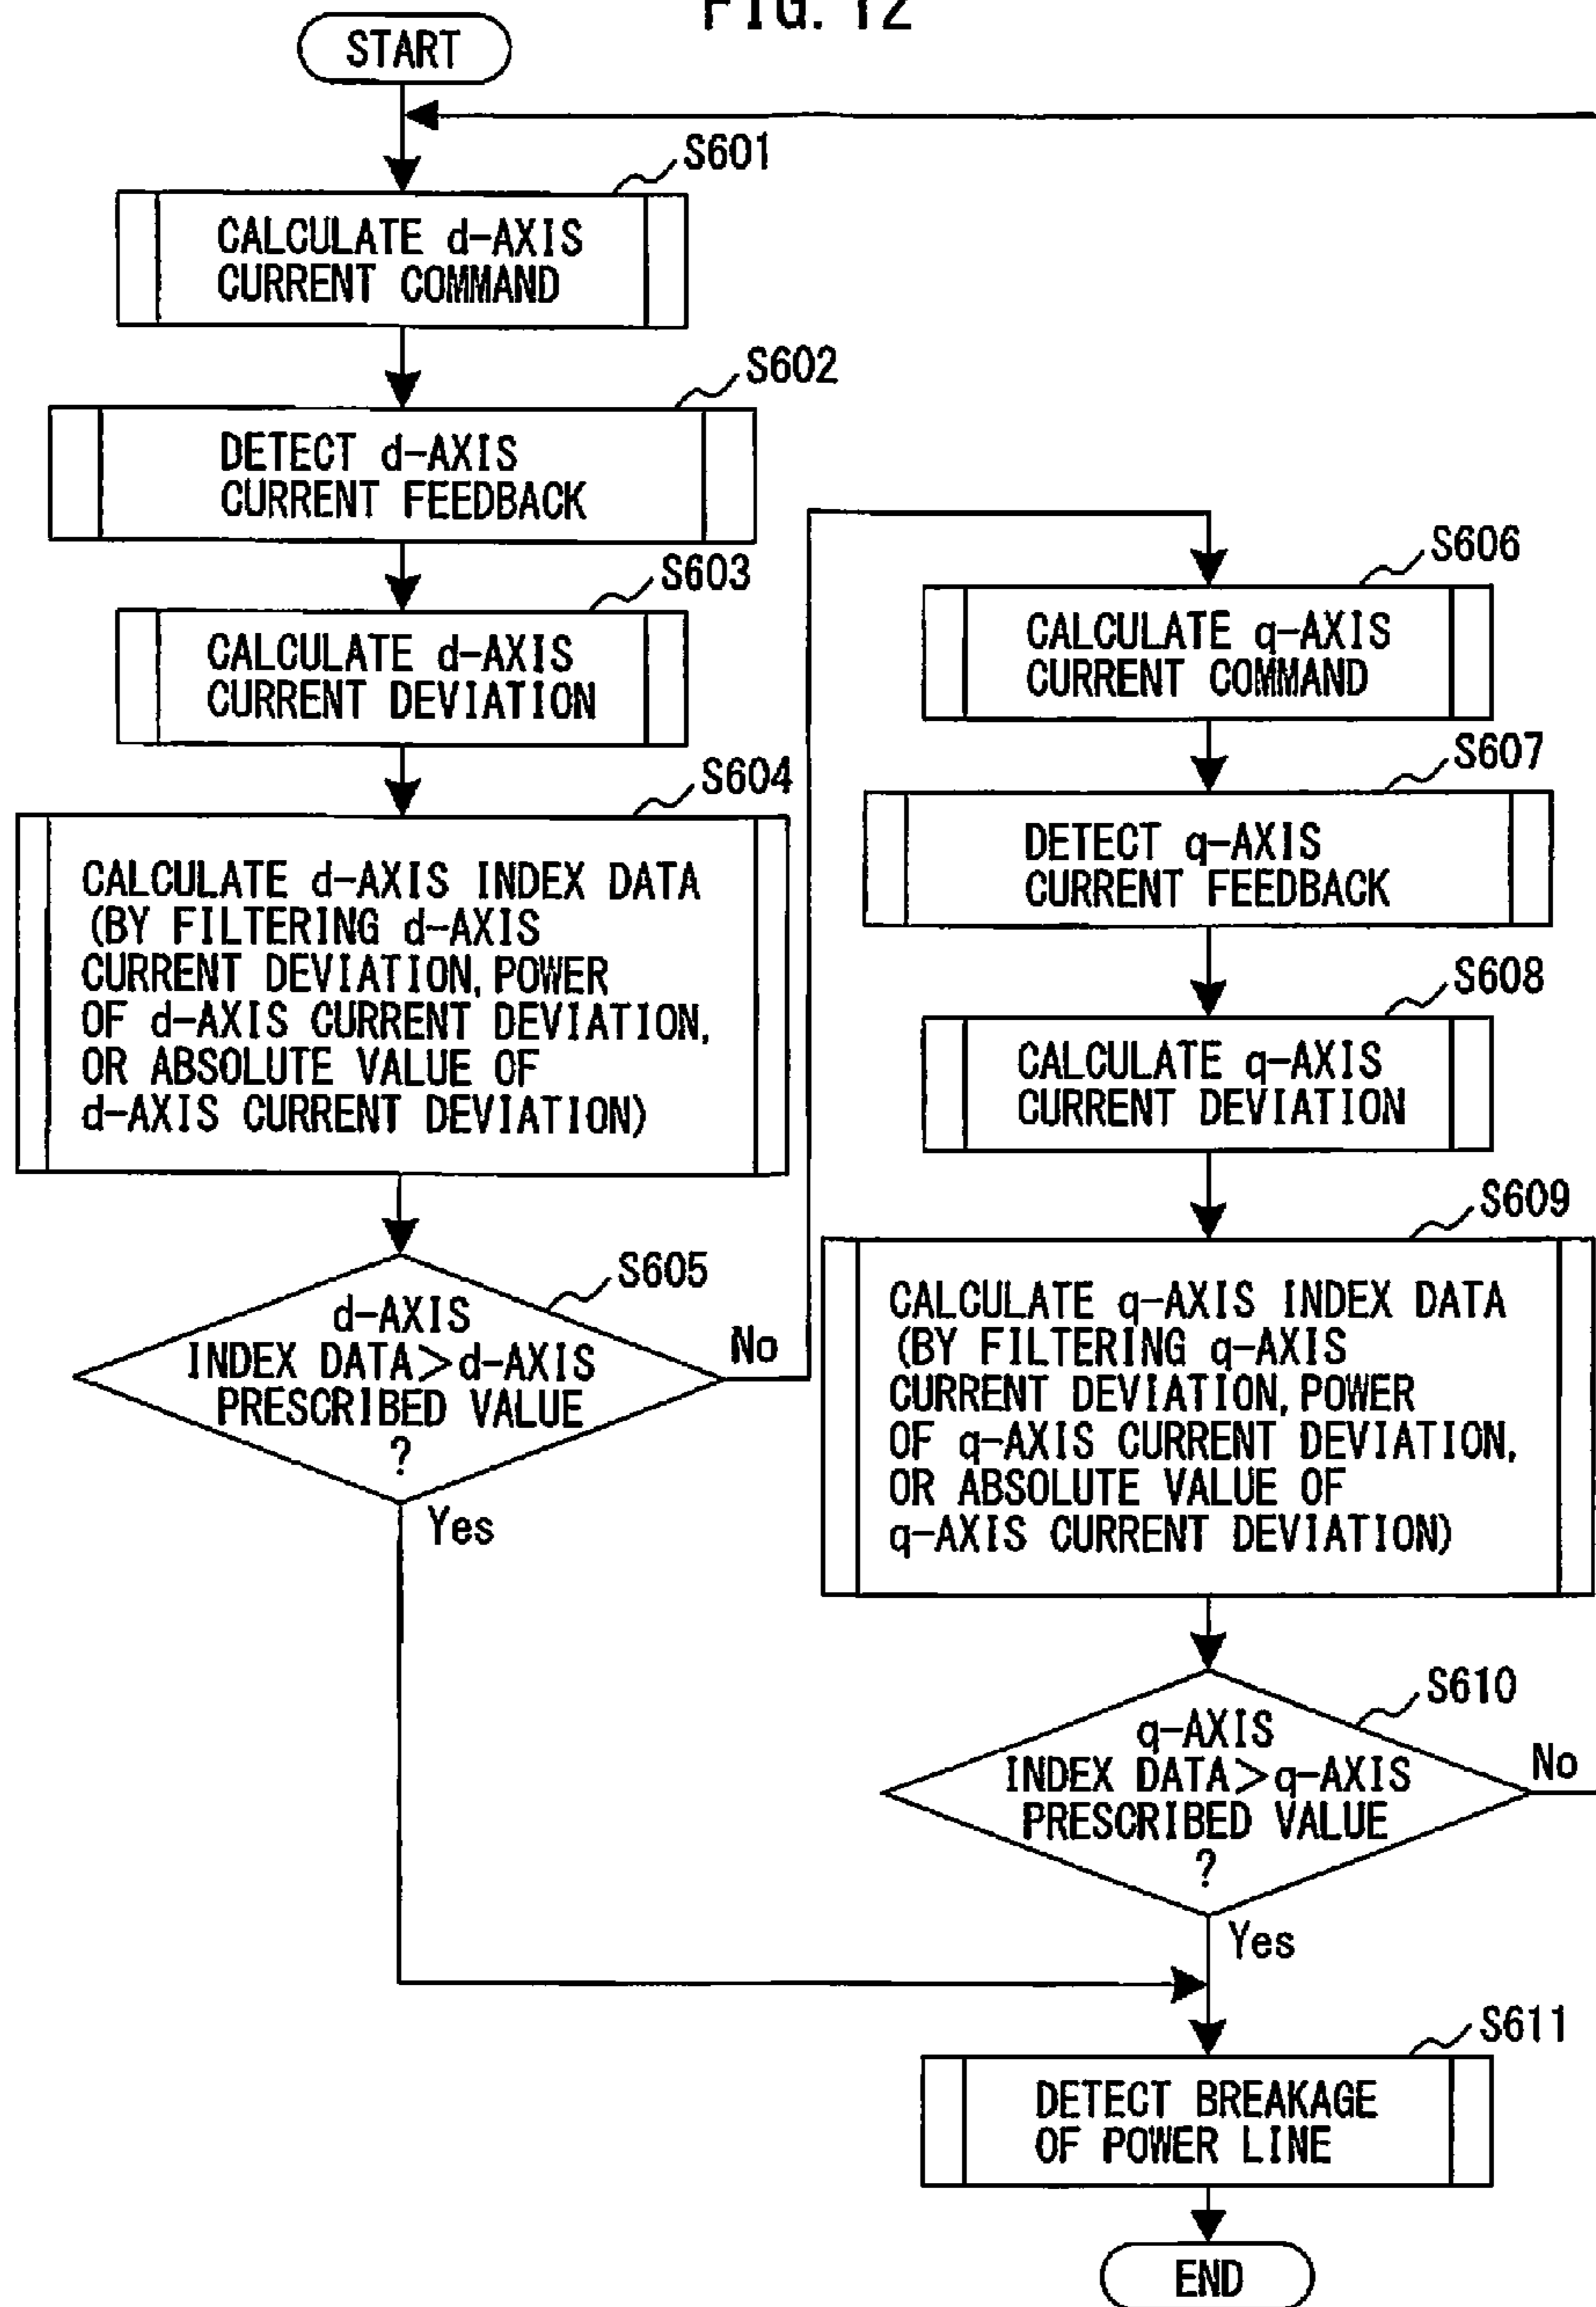 FIG. 12
START
S601
CALCULATE d-AXIS
CURRENT COMMAND
S602
DETECT d-AXIS
CURRENT FEEDBACK
S603
CALCULATE d-AXIS
CURRENT DEVIATION
S604
CALCULATE d-AXIS INDEX DATA
(BY FILTERING d-AXIS
CURRENT DEVIATION, POWER
OF d-AXIS CURRENT DEVIATION,
OR ABSOLUTE VALUE OF
d-AXIS CURRENT DEVIATION)
S605
d-AXIS
INDEX DATA>d-AXIS
PRESCRIBED VALUE
?
No
Yes
S606
CALCULATE q-AXIS
CURRENT COMMAND
S607
DETECT q-AXIS
CURRENT FEEDBACK
S608
CALCULATE q-AXIS
CURRENT DEVIATION
S609
CALCULATE q-AXIS INDEX DATA
(BY FILTERING q-AXIS
CURRENT DEVIATION, POWER
OF q-AXIS CURRENT DEVIATION,
OR ABSOLUTE VALUE OF
q-AXIS CURRENT DEVIATION)
S610
q-AXIS
INDEX DATA>q-AXIS
PRESCRIBED VALUE
?
No
Yes
S611
DETECT BREAKAGE
OF POWER LINE
END